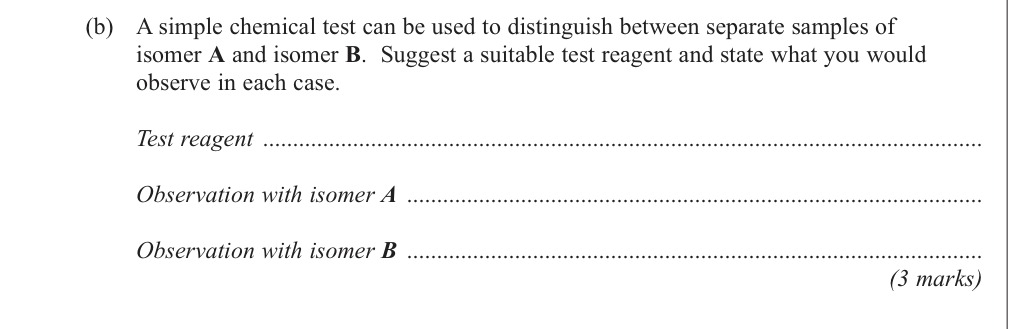 (b) A simple chemical test can be used to distinguish between separate samples of
isomer A and isomer B. Suggest a suitable test reagent and state what you would
observe in each case.
Test reagent ........................................................................................................................
Observation with isomer A ................................................................................................
Observation with isomer B ................................................................................................
(3 marks)